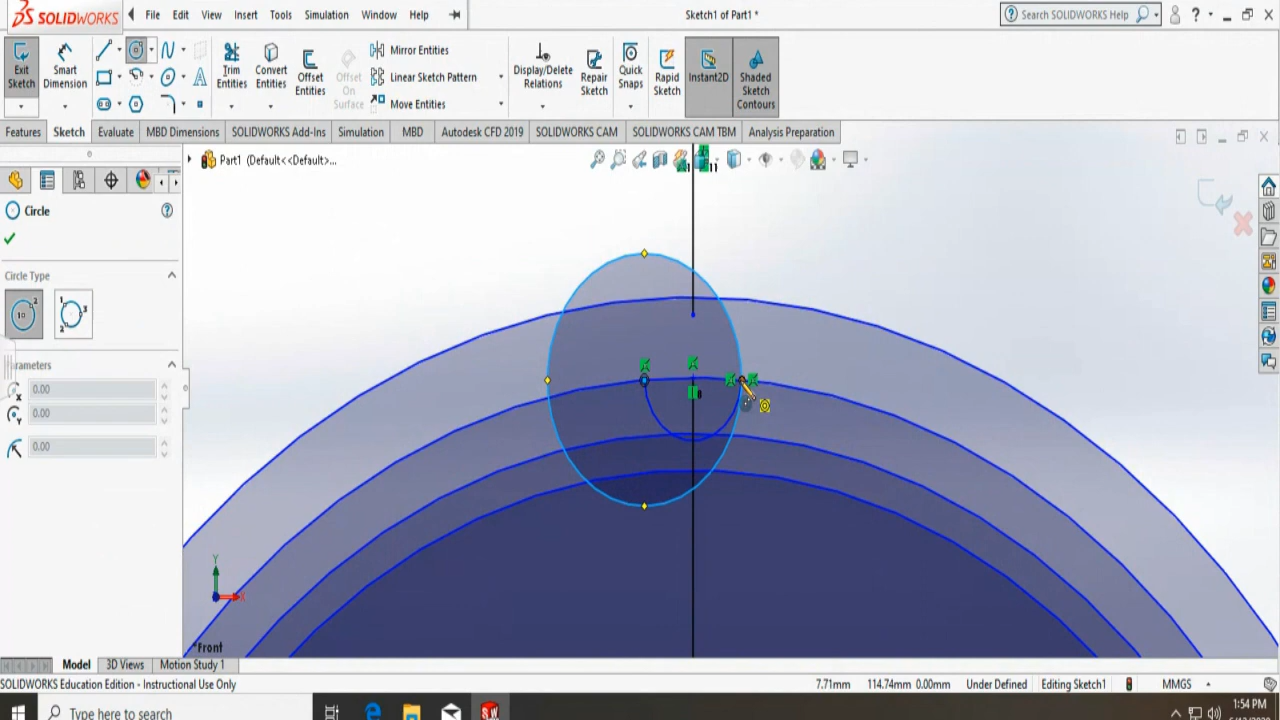 SOLIDWORKS File Edit View Insert Tools Simulation Window Help Sketch1 of Part1 * Search SOLIDWORKS Help ?
Exit Sketch
Smart Dimension
Trim Entities
Convert Entities
Offset Entities
Offset On Surface
Mirror Entities
Linear Sketch Pattern
Move Entities
Display/Delete Relations
Repair Sketch
Quick Snaps
Rapid Sketch
Instant2D
Shaded Sketch Contours
Features Sketch Evaluate MBD Dimensions SOLIDWORKS Add-Ins Simulation MBD Autodesk CFD 2019 SOLIDWORKS CAM SOLIDWORKS CAM TBM Analysis Preparation
Part1 (Default<<Default>...
Circle
Circle Type
Parameters
0.00
0.00
0.00
Y
X
*Front
Model 3D Views Motion Study 1
SOLIDWORKS Education Edition - Instructional Use Only 7.71mm 114.74mm 0.00mm Under Defined Editing Sketch1 MMGS
Type here to search 1:54 PM